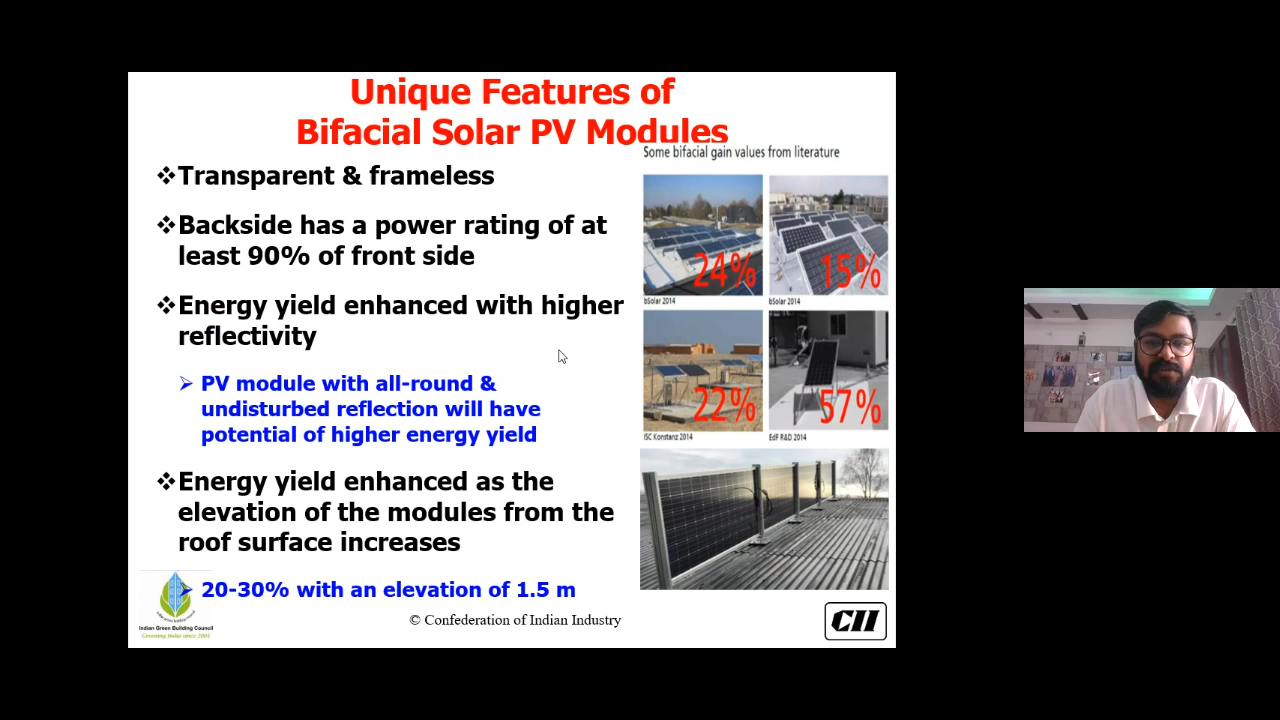 Unique Features of
Bifacial Solar PV Modules
❖Transparent & frameless
❖Backside has a power rating of at
least 90% of front side
❖Energy yield enhanced with higher
reflectivity
➢ PV module with all-round &
undisturbed reflection will have
potential of higher energy yield
❖Energy yield enhanced as the
elevation of the modules from the
roof surface increases
➢ 20-30% with an elevation of 1.5 m
Some bifacial gain values from literature
24%
bSolar 2014
15%
bSolar 2014
22%
ISC Konstanz 2014
57%
EdF R&D 2014
Indian Green Building Council
Greening India since 2001
© Confederation of Indian Industry
CII